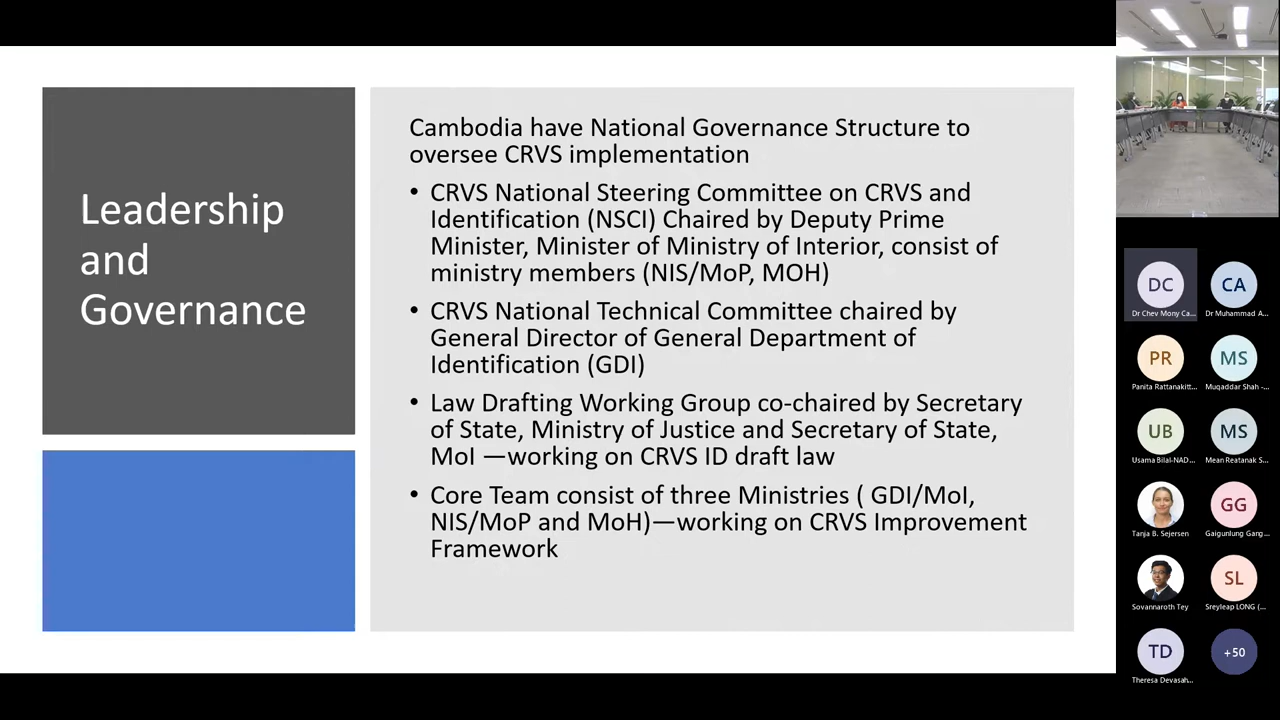 Leadership
and
Governance
Cambodia have National Governance Structure to
oversee CRVS implementation
• CRVS National Steering Committee on CRVS and
Identification (NSCI) Chaired by Deputy Prime
Minister, Minister of Ministry of Interior, consist of
ministry members (NIS/MoP, MOH)
• CRVS National Technical Committee chaired by
General Director of General Department of
Identification (GDI)
• Law Drafting Working Group co-chaired by Secretary
of State, Ministry of Justice and Secretary of State,
MoI —working on CRVS ID draft law
• Core Team consist of three Ministries ( GDI/MoI,
NIS/MoP and MoH)—working on CRVS Improvement
Framework
DC
Dr Chev Mony Ca...
CA
Dr Muhammad A...
PR
Panita Rattanakitt...
MS
Muqaddar Shah -...
UB
Usama Bilal-NAD...
MS
Mean Reatanak S...
Tanja B. Sejersen
GG
Gaigunlung Gang...
Sovannaroth Tey
SL
Sreyleap LONG (...
TD
Theresa Devasah...
+50